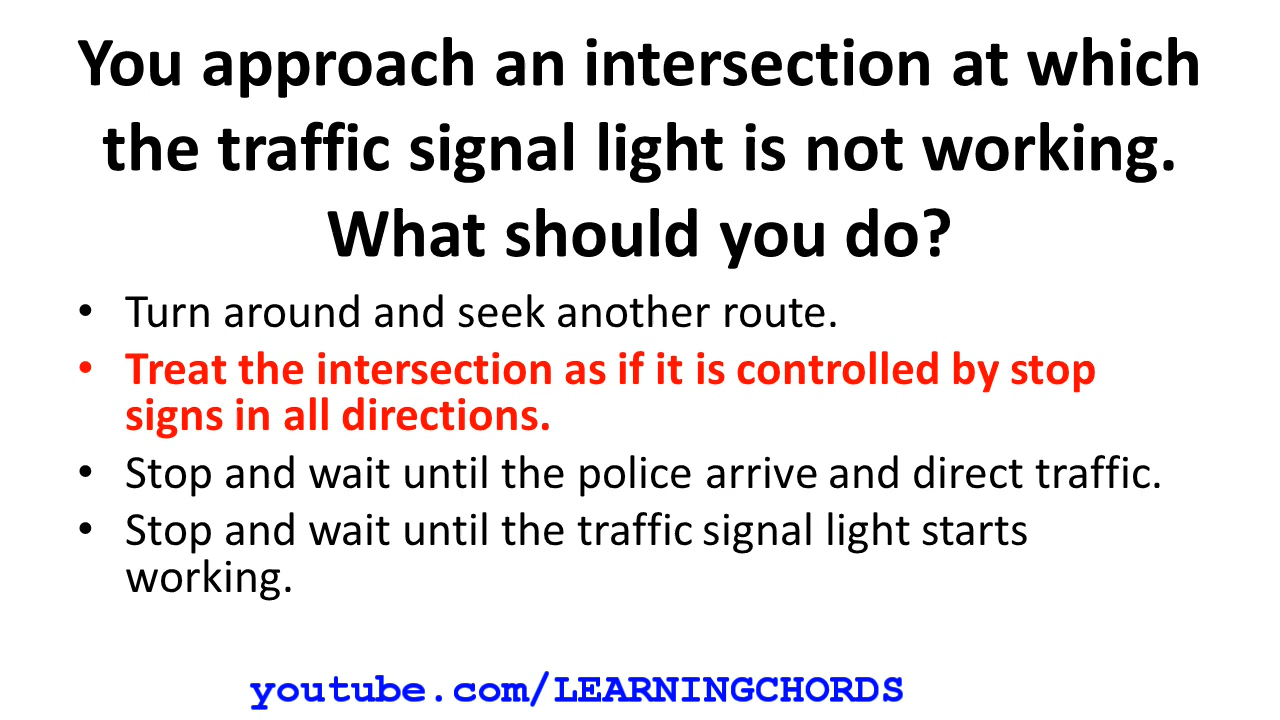 You approach an intersection at which
the traffic signal light is not working.
What should you do?
• Turn around and seek another route.
• Treat the intersection as if it is controlled by stop
signs in all directions.
• Stop and wait until the police arrive and direct traffic.
• Stop and wait until the traffic signal light starts
working.
youtube.com/LEARNINGCHORDS